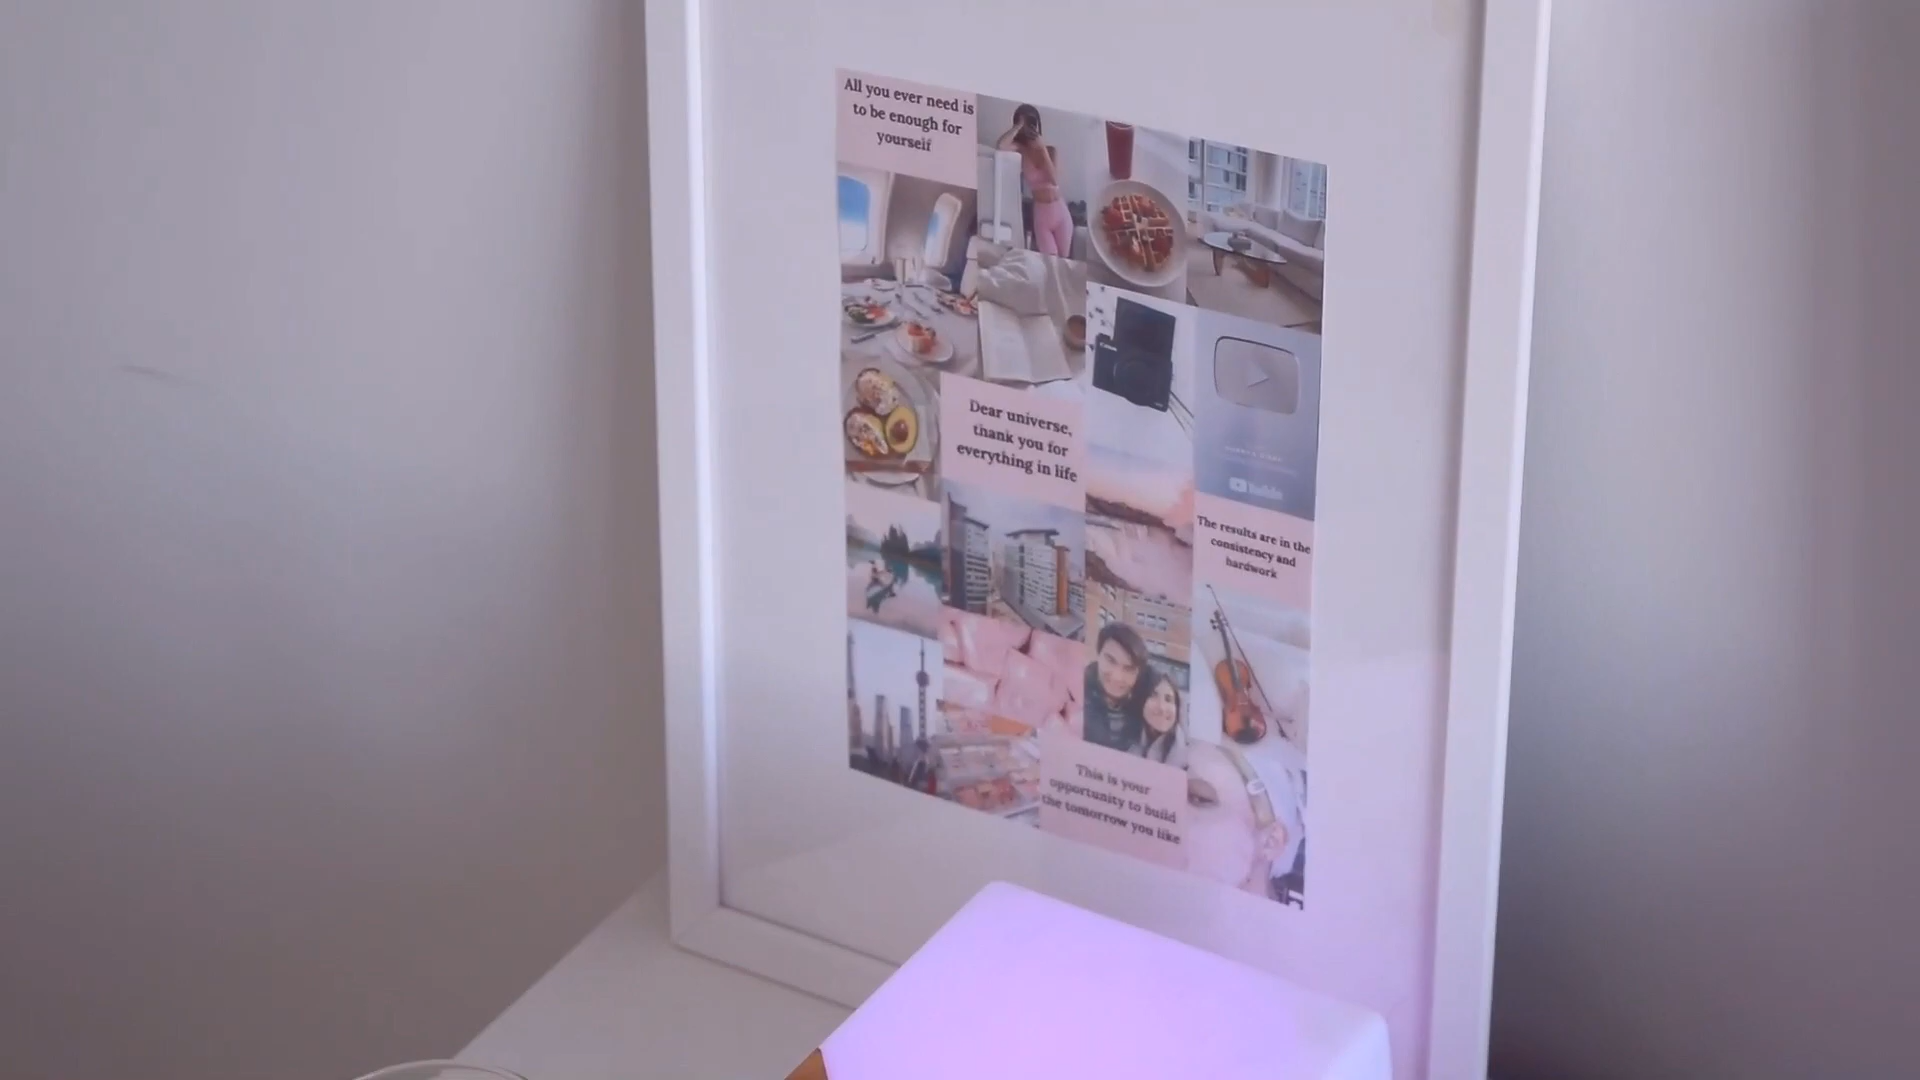 All you ever need is
to be enough for
yourself
Canon
Dear universe,
thank you for
everything in life
YouTube
The results are in the
consistency and
hardwork
This is your
opportunity to build
the tomorrow you like